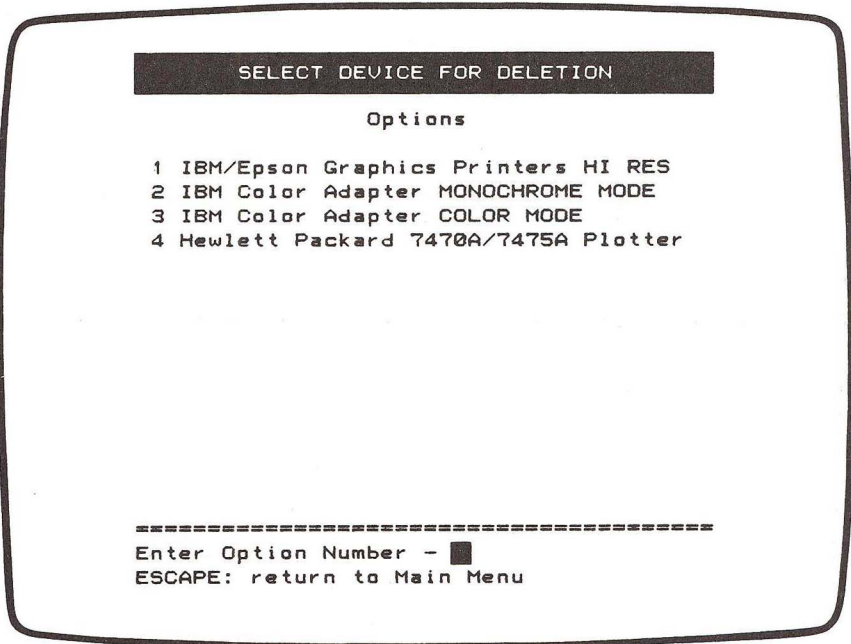 SELECT DEVICE FOR DELETION
Options
1 IBM/Epson Graphics Printers HI RES
2 IBM Color Adapter MONOCHROME MODE
3 IBM Color Adapter COLOR MODE
4 Hewlett Packard 7470A/7475A Plotter
========================================
Enter Option Number -
ESCAPE: return to Main Menu